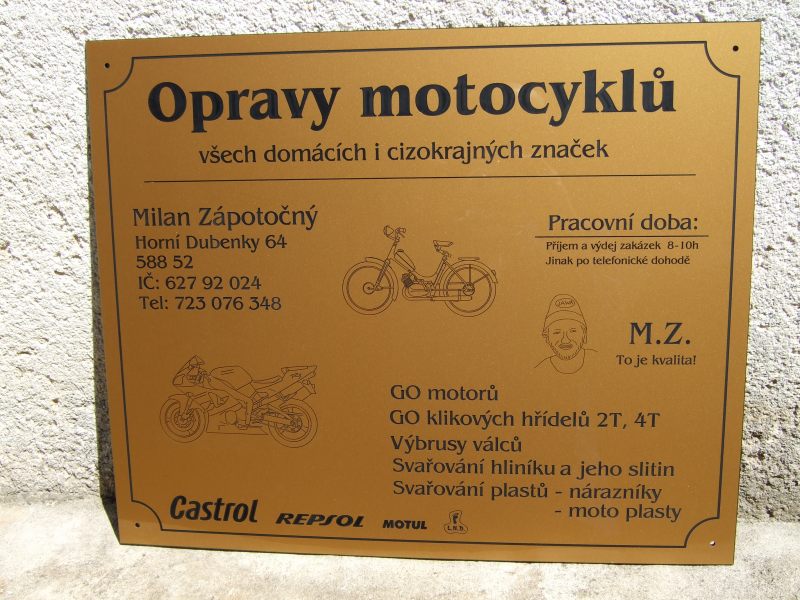 Opravy motocyklů
všech domácích i cizokrajných značek
Milan Zápotočný
Horní Dubenky 64
588 52
IČ: 627 92 024
Tel: 723 076 348
Pracovní doba:
Příjem a výdej zakázek 8-10h
Jinak po telefonické dohodě
JAWA
M.Z.
To je kvalita!
GO motorů
GO klikových hřídelů 2T, 4T
Výbrusy válců
Svařování hliníku a jeho slitin
Svařování plastů - nárazníky
- moto plasty
Castrol REPSOL MOTUL